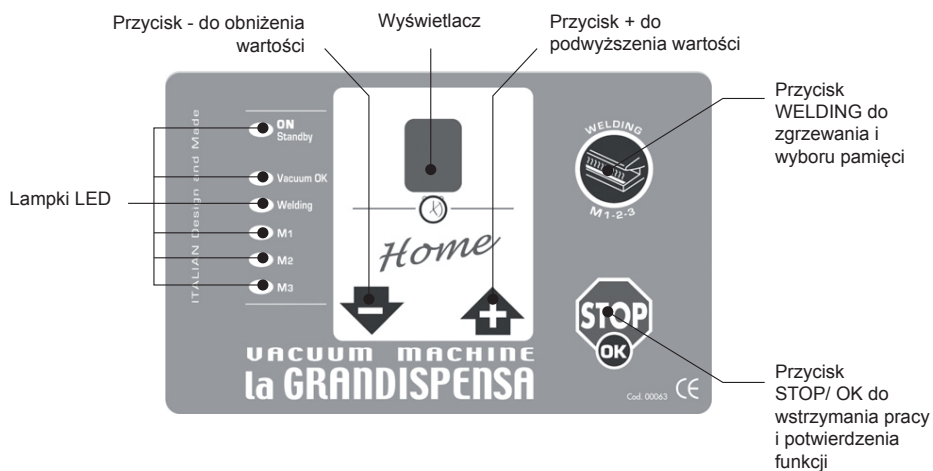 Przycisk - do obniżenia
wartości
Wyświetlacz
Przycisk + do
podwyższenia wartości
Przycisk
WELDING do
zgrzewania i
wyboru pamięci
Lampki LED
ITALIAN Design and Made
ON
Standby
Vacuum OK
Welding
M1
M2
M3
Home
-
+
WELDING
M1-2-3
STOP
OK
VACUUM MACHINE
la GRANDISPENSA
Cod. 00063 CE
Przycisk
STOP/ OK do
wstrzymania pracy
i potwierdzenia
funkcji